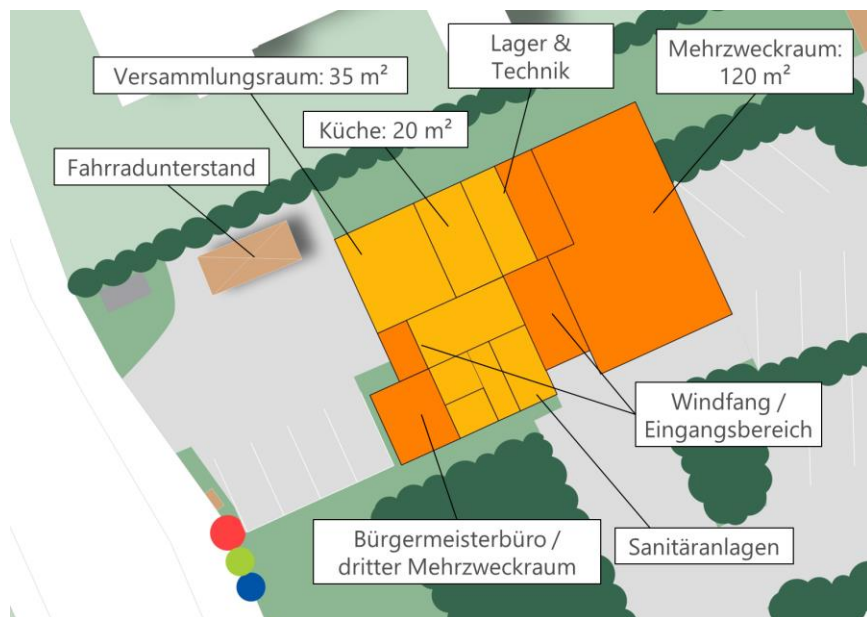 Lager &
Technik
Mehrzweckraum:
120 m²
Versammlungsraum: 35 m²
Küche: 20 m²
Fahrradunterstand
Windfang /
Eingangsbereich
Bürgermeisterbüro /
dritter Mehrzweckraum
Sanitäranlagen